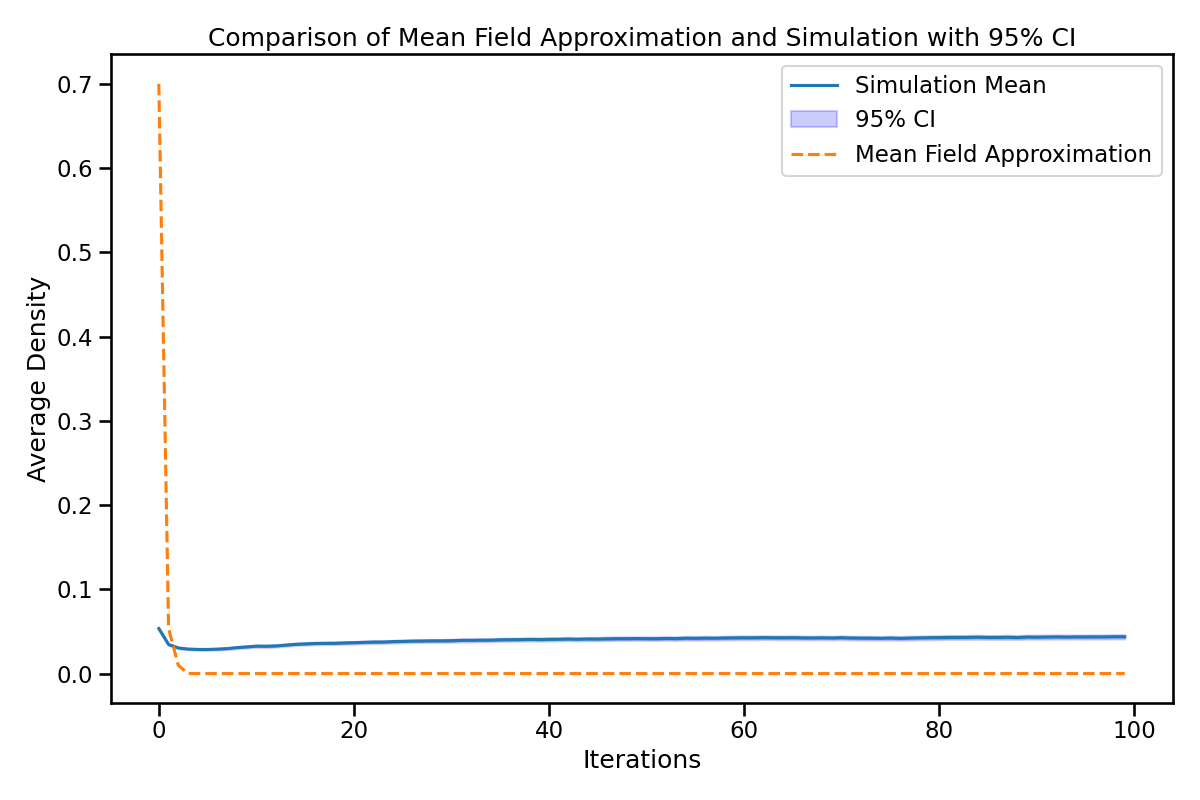 Comparison of Mean Field Approximation and Simulation with 95% CI
Simulation Mean
95% CI
Mean Field Approximation
Average Density
0.7
0.6
0.5
0.4
0.3
0.2
0.1
0.0
0 20 40 60 80 100
Iterations